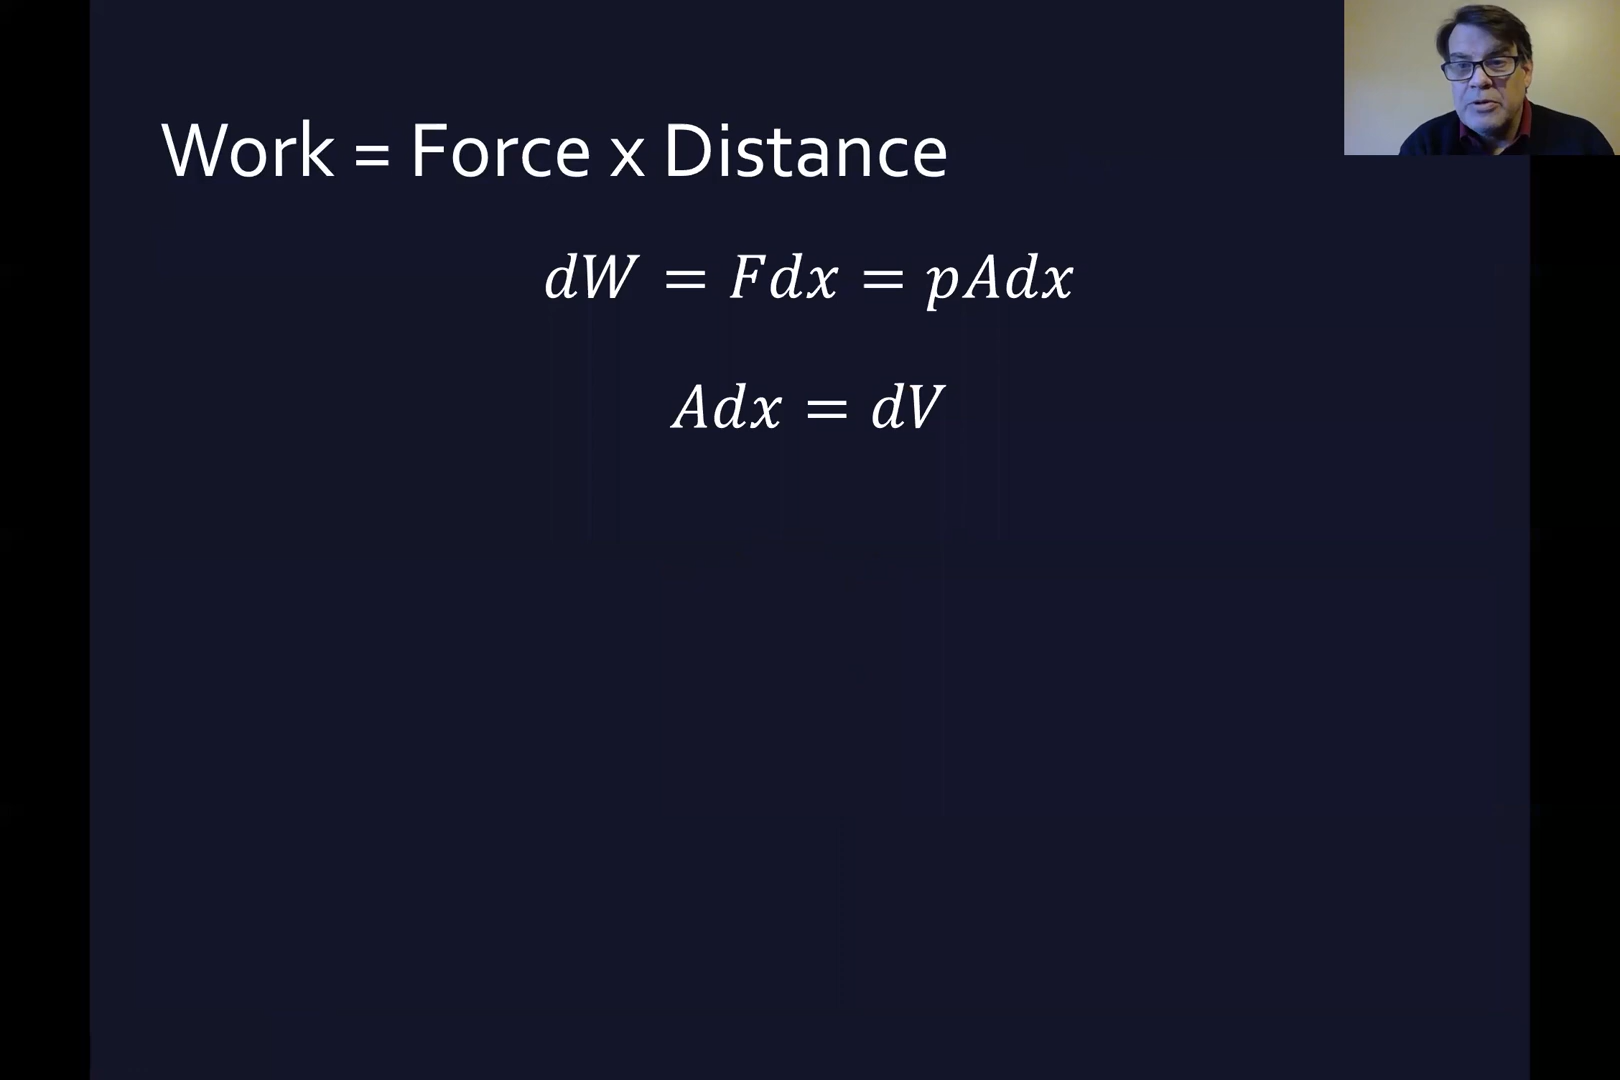 Work = Force x Distance
dW = Fdx = pAdx
Adx = dV